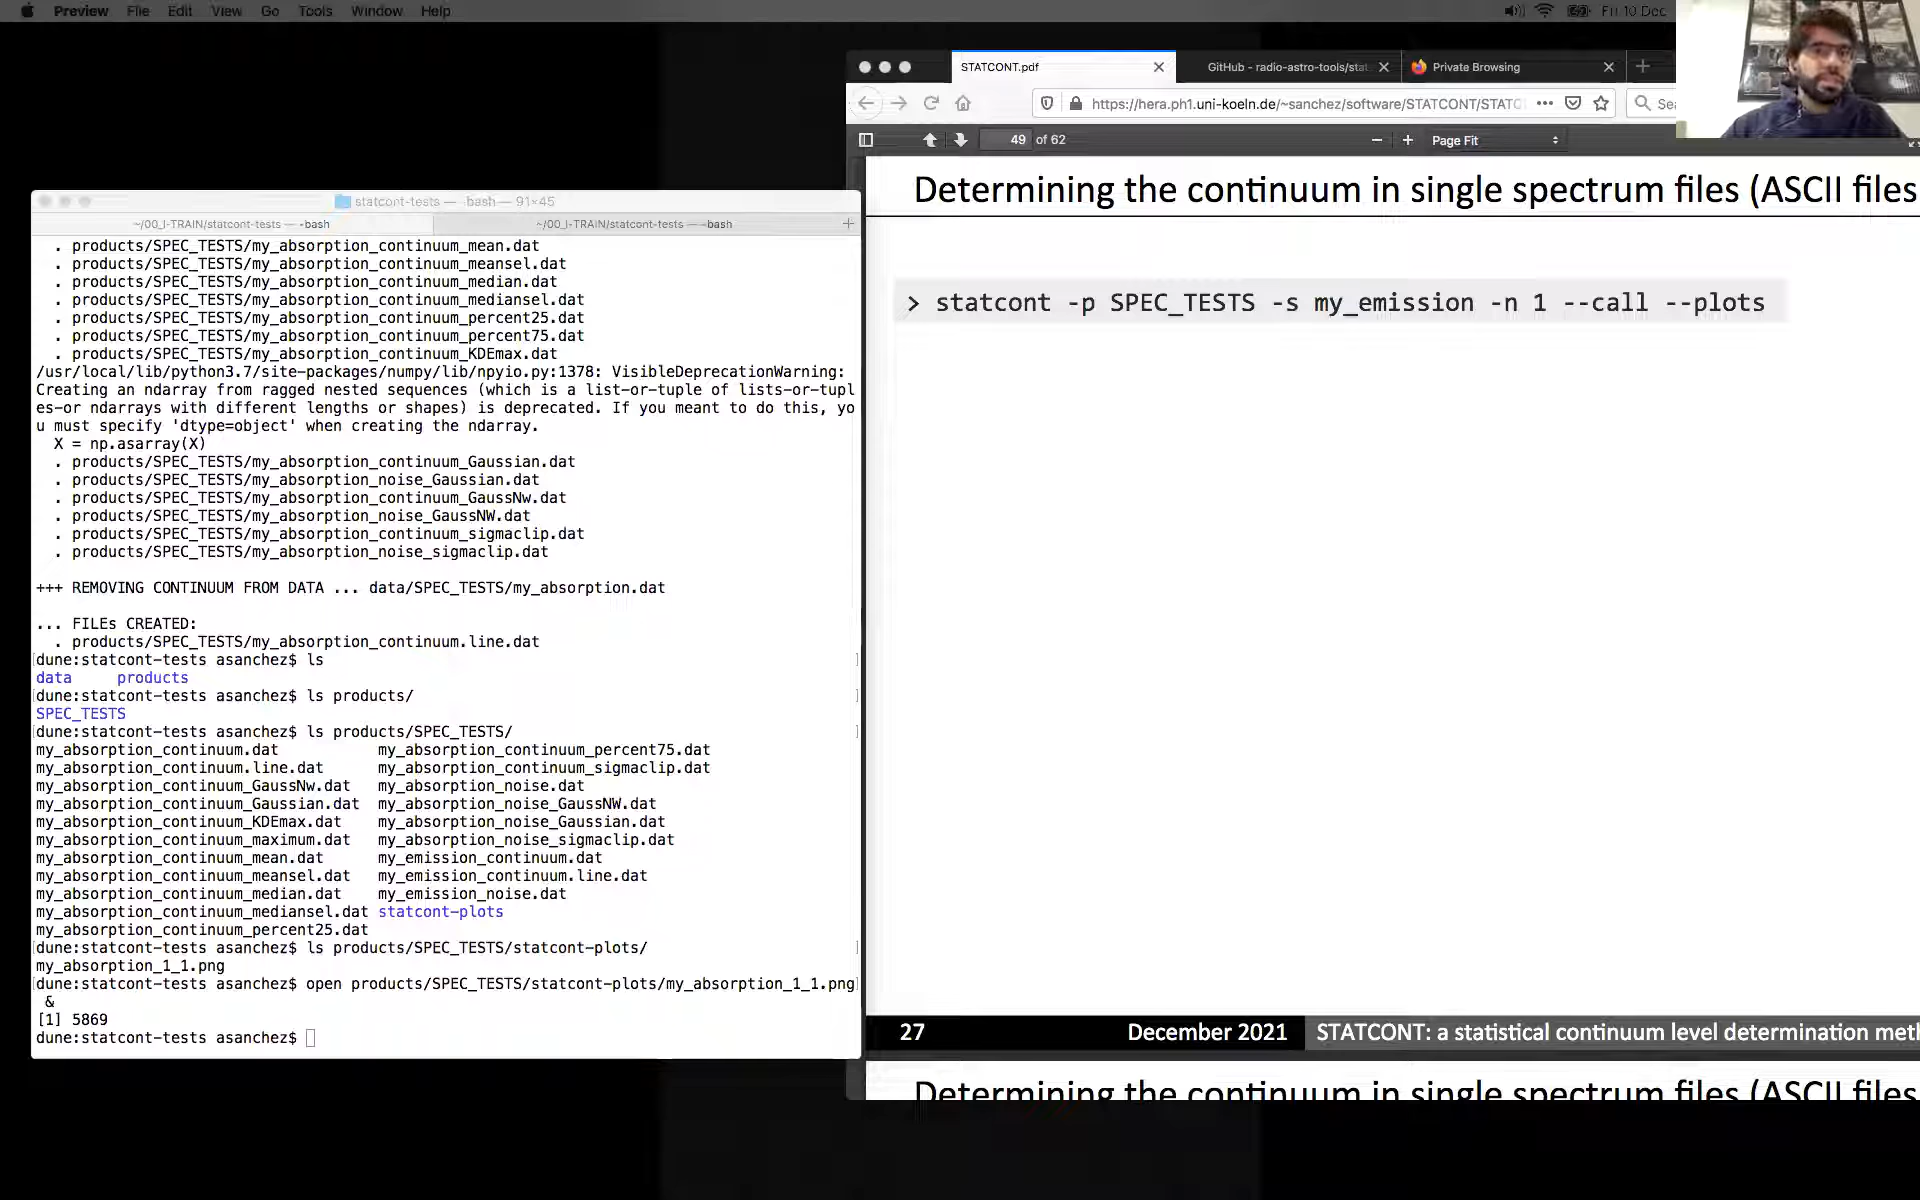 Preview File Edit View Go Tools Window Help
Fri 10 Dec
STATCONT.pdf
GitHub - radio-astro-tools/stat
Private Browsing
https://hera.ph1.uni-koeln.de/~sanchez/software/STATCONT/STATC
Sea
49 of 62
Page Fit
statcont-tests — -bash — 91×45
~/00_I-TRAIN/statcont-tests — -bash
~/00_I-TRAIN/statcont-tests — -bash
. products/SPEC_TESTS/my_absorption_continuum_mean.dat
. products/SPEC_TESTS/my_absorption_continuum_meansel.dat
. products/SPEC_TESTS/my_absorption_continuum_median.dat
. products/SPEC_TESTS/my_absorption_continuum_mediansel.dat
. products/SPEC_TESTS/my_absorption_continuum_percent25.dat
. products/SPEC_TESTS/my_absorption_continuum_percent75.dat
. products/SPEC_TESTS/my_absorption_continuum_KDEmax.dat
/usr/local/lib/python3.7/site-packages/numpy/lib/npyio.py:1378: VisibleDeprecationWarning:
Creating an ndarray from ragged nested sequences (which is a list-or-tuple of lists-or-tupl
es-or ndarrays with different lengths or shapes) is deprecated. If you meant to do this, yo
u must specify 'dtype=object' when creating the ndarray.
X = np.asarray(X)
. products/SPEC_TESTS/my_absorption_continuum_Gaussian.dat
. products/SPEC_TESTS/my_absorption_noise_Gaussian.dat
. products/SPEC_TESTS/my_absorption_continuum_GaussNw.dat
. products/SPEC_TESTS/my_absorption_noise_GaussNW.dat
. products/SPEC_TESTS/my_absorption_continuum_sigmaclip.dat
. products/SPEC_TESTS/my_absorption_noise_sigmaclip.dat
+++ REMOVING CONTINUUM FROM DATA ... data/SPEC_TESTS/my_absorption.dat
... FILEs CREATED:
. products/SPEC_TESTS/my_absorption_continuum.line.dat
[dune:statcont-tests asanchez$ ls ]
data products
[dune:statcont-tests asanchez$ ls products/ ]
SPEC_TESTS
[dune:statcont-tests asanchez$ ls products/SPEC_TESTS/ ]
my_absorption_continuum.dat my_absorption_continuum_percent75.dat
my_absorption_continuum.line.dat my_absorption_continuum_sigmaclip.dat
my_absorption_continuum_GaussNw.dat my_absorption_noise.dat
my_absorption_continuum_Gaussian.dat my_absorption_noise_GaussNW.dat
my_absorption_continuum_KDEmax.dat my_absorption_noise_Gaussian.dat
my_absorption_continuum_maximum.dat my_absorption_noise_sigmaclip.dat
my_absorption_continuum_mean.dat my_emission_continuum.dat
my_absorption_continuum_meansel.dat my_emission_continuum.line.dat
my_absorption_continuum_median.dat my_emission_noise.dat
my_absorption_continuum_mediansel.dat statcont-plots
my_absorption_continuum_percent25.dat
[dune:statcont-tests asanchez$ ls products/SPEC_TESTS/statcont-plots/ ]
my_absorption_1_1.png
[dune:statcont-tests asanchez$ open products/SPEC_TESTS/statcont-plots/my_absorption_1_1.png]
&
[1] 5869
dune:statcont-tests asanchez$
Determining the continuum in single spectrum files (ASCII files
> statcont -p SPEC_TESTS -s my_emission -n 1 --call --plots
27 December 2021 STATCONT: a statistical continuum level determination met
Determining the continuum in single spectrum files (ASCII files